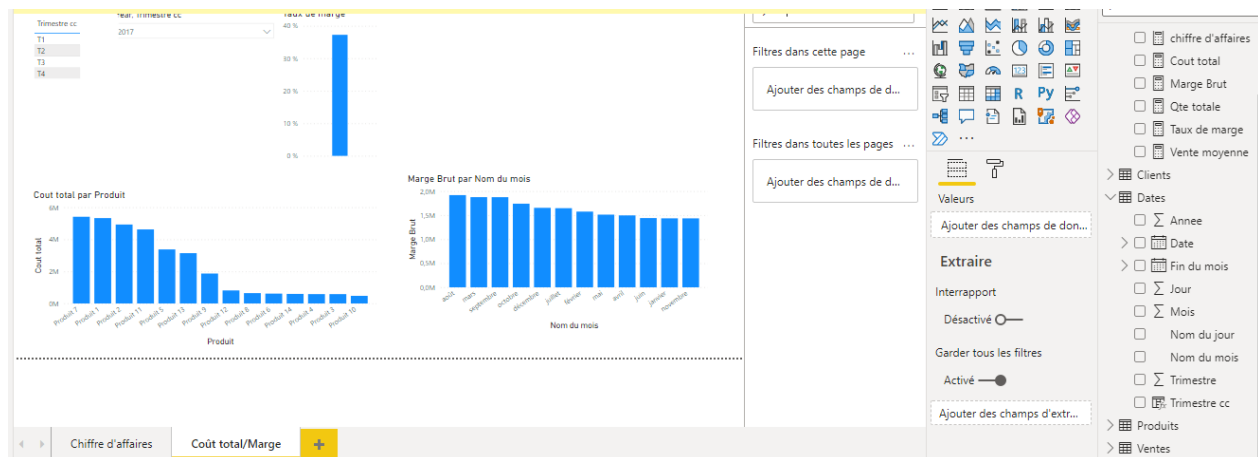 Trimestre cc
T1
T2
T3
T4
Year, Trimestre cc
2017
Taux de marge
40 %
30 %
20 %
10 %
0 %
Cout total par Produit
Cout total
6M
4M
2M
0M
Produit 7
Produit 1
Produit 2
Produit 11
Produit 5
Produit 13
Produit 9
Produit 12
Produit 8
Produit 6
Produit 14
Produit 4
Produit 3
Produit 10
Produit
Marge Brut par Nom du mois
Marge Brut
2,0M
1,5M
1,0M
0,5M
0,0M
août
mars
septembre
octobre
décembre
juillet
février
mai
avril
juin
janvier
novembre
Nom du mois
Chiffre d'affaires
Coût total/Marge
+
Filtres dans cette page ...
Ajouter des champs de d...
Filtres dans toutes les pages ...
Ajouter des champs de d...
123
R Py
...
Valeurs
Ajouter des champs de don...
Extraire
Interrapport
Désactivé
Garder tous les filtres
Activé
Ajouter des champs d'extr...
chiffre d'affaires
Cout total
Marge Brut
Qte totale
Taux de marge
Vente moyenne
Clients
Dates
Annee
Date
Fin du mois
Jour
Mois
Nom du jour
Nom du mois
Trimestre
Trimestre cc
Produits
Ventes